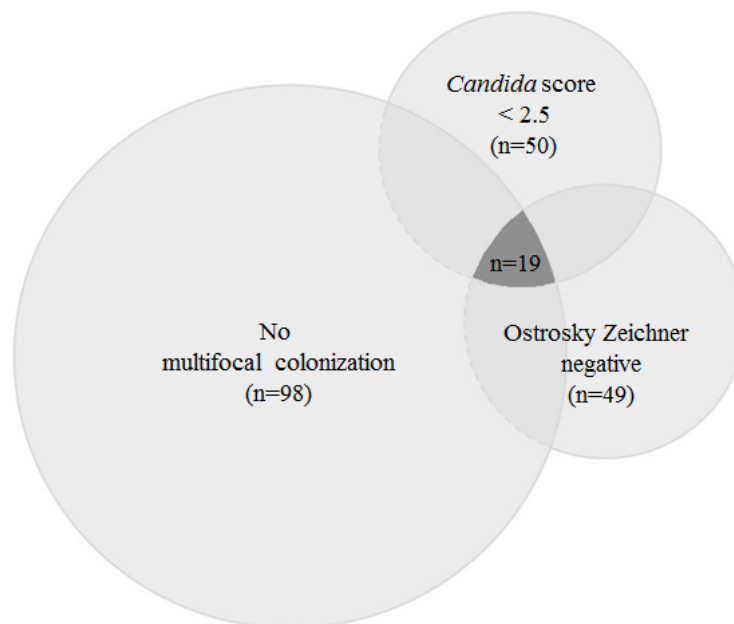 Candida score
< 2.5
(n=50)
n=19
No
multifocal colonization
(n=98)
Ostrosky Zeichner
negative
(n=49)